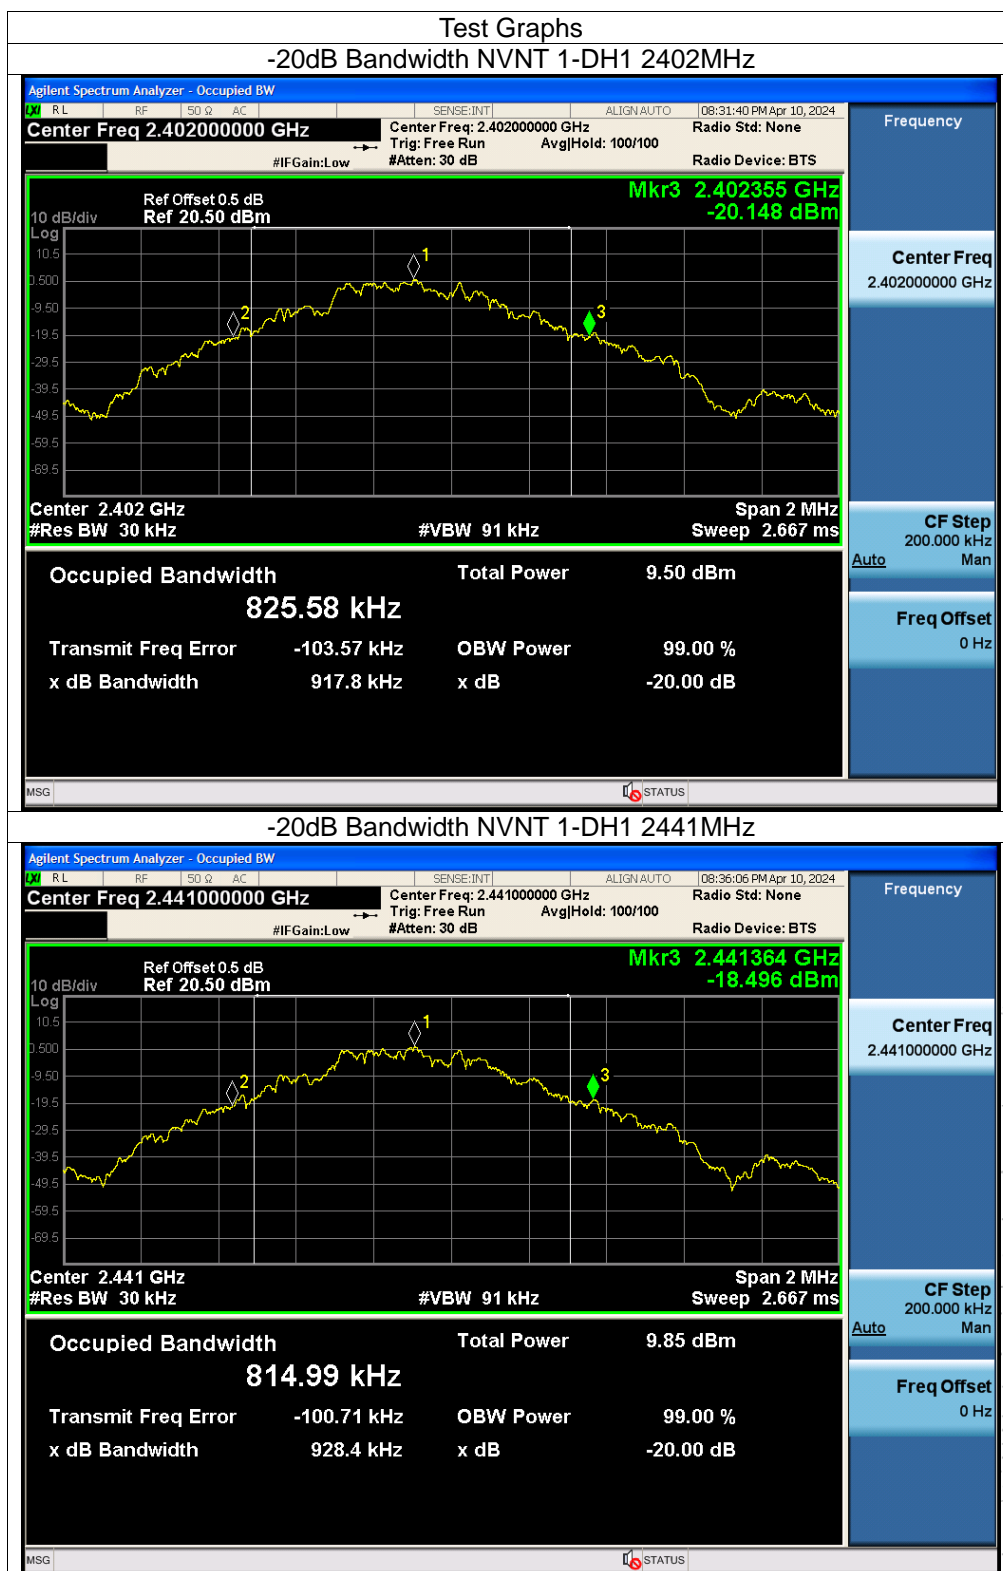 Test Graphs
-20dB Bandwidth NVNT 1-DH1 2402MHz
Agilent Spectrum Analyzer - Occupied BW
LXI RL RF 50 Ω AC SENSE:INT ALIGN AUTO 08:31:40 PM Apr 10, 2024
Center Freq 2.402000000 GHz Center Freq: 2.402000000 GHz Radio Std: None Frequency
Trig: Free Run Avg|Hold: 100/100
#IFGain:Low #Atten: 30 dB Radio Device: BTS
Mkr3 2.402355 GHz
Ref Offset 0.5 dB
10 dB/div Ref 20.50 dBm -20.148 dBm
Log
10.5
0.500
-9.50
-19.5
-29.5
-39.5
-49.5
-59.5
-69.5
1
2
3
Center Freq
2.402000000 GHz
Center 2.402 GHz Span 2 MHz
#Res BW 30 kHz #VBW 91 kHz Sweep 2.667 ms
CF Step
200.000 kHz
Auto Man
Occupied Bandwidth Total Power 9.50 dBm
825.58 kHz
Freq Offset
0 Hz
Transmit Freq Error -103.57 kHz OBW Power 99.00 %
x dB Bandwidth 917.8 kHz x dB -20.00 dB
MSG STATUS
-20dB Bandwidth NVNT 1-DH1 2441MHz
Agilent Spectrum Analyzer - Occupied BW
LXI RL RF 50 Ω AC SENSE:INT ALIGN AUTO 08:36:06 PM Apr 10, 2024
Center Freq 2.441000000 GHz Center Freq: 2.441000000 GHz Radio Std: None Frequency
Trig: Free Run Avg|Hold: 100/100
#IFGain:Low #Atten: 30 dB Radio Device: BTS
Mkr3 2.441364 GHz
Ref Offset 0.5 dB
10 dB/div Ref 20.50 dBm -18.496 dBm
Log
10.5
0.500
-9.50
-19.5
-29.5
-39.5
-49.5
-59.5
-69.5
1
2
3
Center Freq
2.441000000 GHz
Center 2.441 GHz Span 2 MHz
#Res BW 30 kHz #VBW 91 kHz Sweep 2.667 ms
CF Step
200.000 kHz
Auto Man
Occupied Bandwidth Total Power 9.85 dBm
814.99 kHz
Freq Offset
0 Hz
Transmit Freq Error -100.71 kHz OBW Power 99.00 %
x dB Bandwidth 928.4 kHz x dB -20.00 dB
MSG STATUS